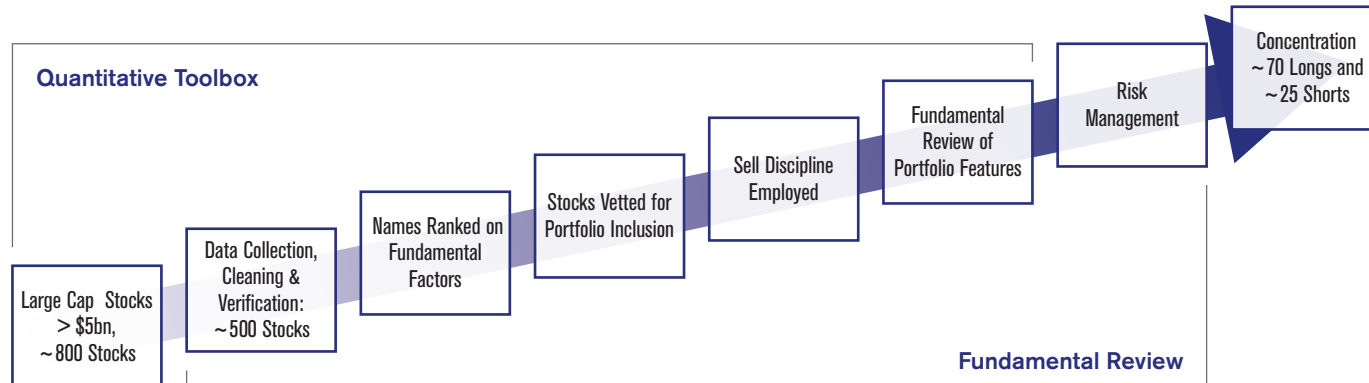 Quantitative Toolbox
Large Cap Stocks
> $5bn,
~800 Stocks
Data Collection,
Cleaning &
Verification:
~500 Stocks
Names Ranked on
Fundamental
Factors
Stocks Vetted for
Portfolio Inclusion
Sell Discipline
Employed
Fundamental
Review of
Portfolio Features
Risk
Management
Concentration
~70 Longs and
~25 Shorts
Fundamental Review